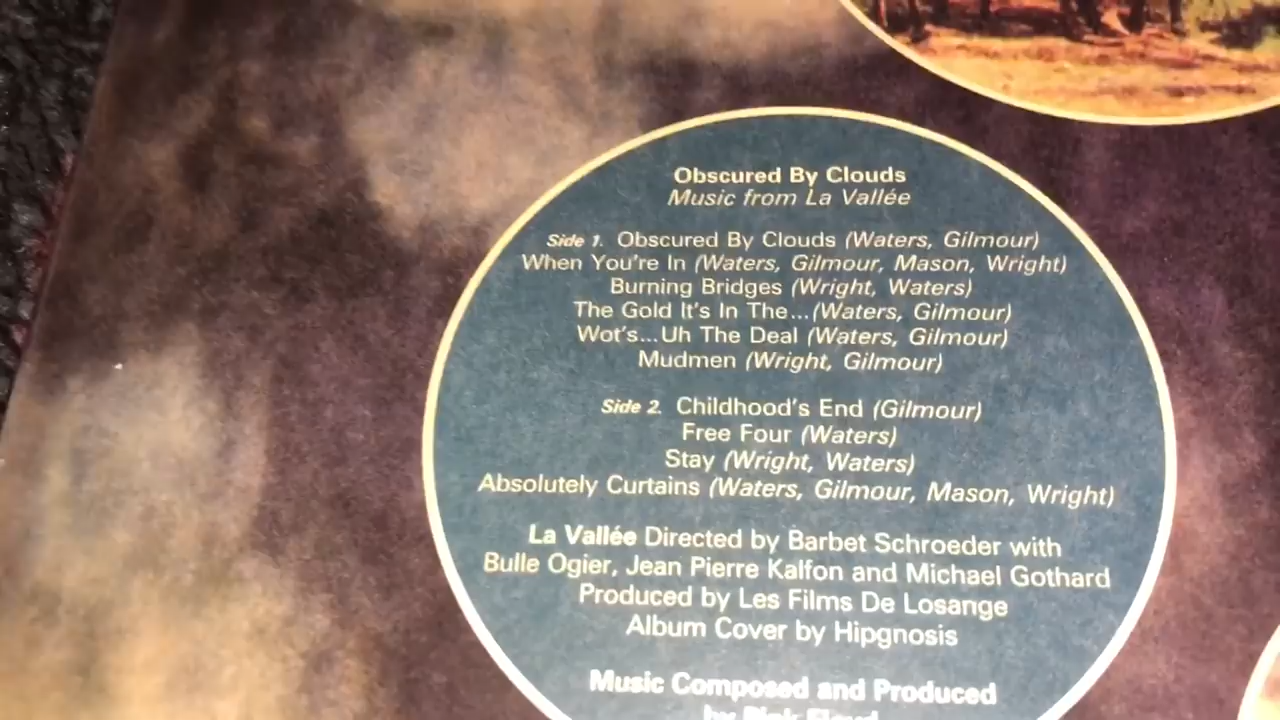 Obscured By Clouds
Music from La Vallée
Side 1. Obscured By Clouds (Waters, Gilmour)
When You're In (Waters, Gilmour, Mason, Wright)
Burning Bridges (Wright, Waters)
The Gold It's In The...(Waters, Gilmour)
Wot's...Uh The Deal (Waters, Gilmour)
Mudmen (Wright, Gilmour)
Side 2. Childhood's End (Gilmour)
Free Four (Waters)
Stay (Wright, Waters)
Absolutely Curtains (Waters, Gilmour, Mason, Wright)
La Vallée Directed by Barbet Schroeder with
Bulle Ogier, Jean Pierre Kalfon and Michael Gothard
Produced by Les Films De Losange
Album Cover by Hipgnosis
Music Composed and Produced
by Pink Floyd